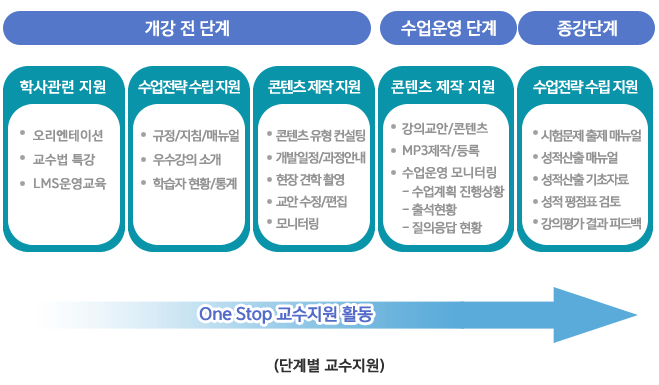 개강 전 단계
수업운영 단계
종강단계
학사관련 지원
• 오리엔테이션
• 교수법 특강
• LMS운영교육
수업전략 수립 지원
• 규정/지침/매뉴얼
• 우수강의 소개
• 학습자 현황/통계
콘텐츠 제작 지원
• 콘텐츠 유형 컨설팅
• 개발일정/과정안내
• 현장 견학 촬영
• 교안 수정/편집
• 모니터링
콘텐츠 제작 지원
• 강의교안/콘텐츠
• MP3제작/등록
• 수업운영 모니터링
- 수업계획 진행상황
- 출석현황
- 질의응답 현황
수업전략 수립 지원
• 시험문제 출제 매뉴얼
• 성적산출 매뉴얼
• 성적산출 기초자료
• 성적 평점표 검토
• 강의평가 결과 피드백
One Stop 교수지원 활동
(단계별 교수지원)